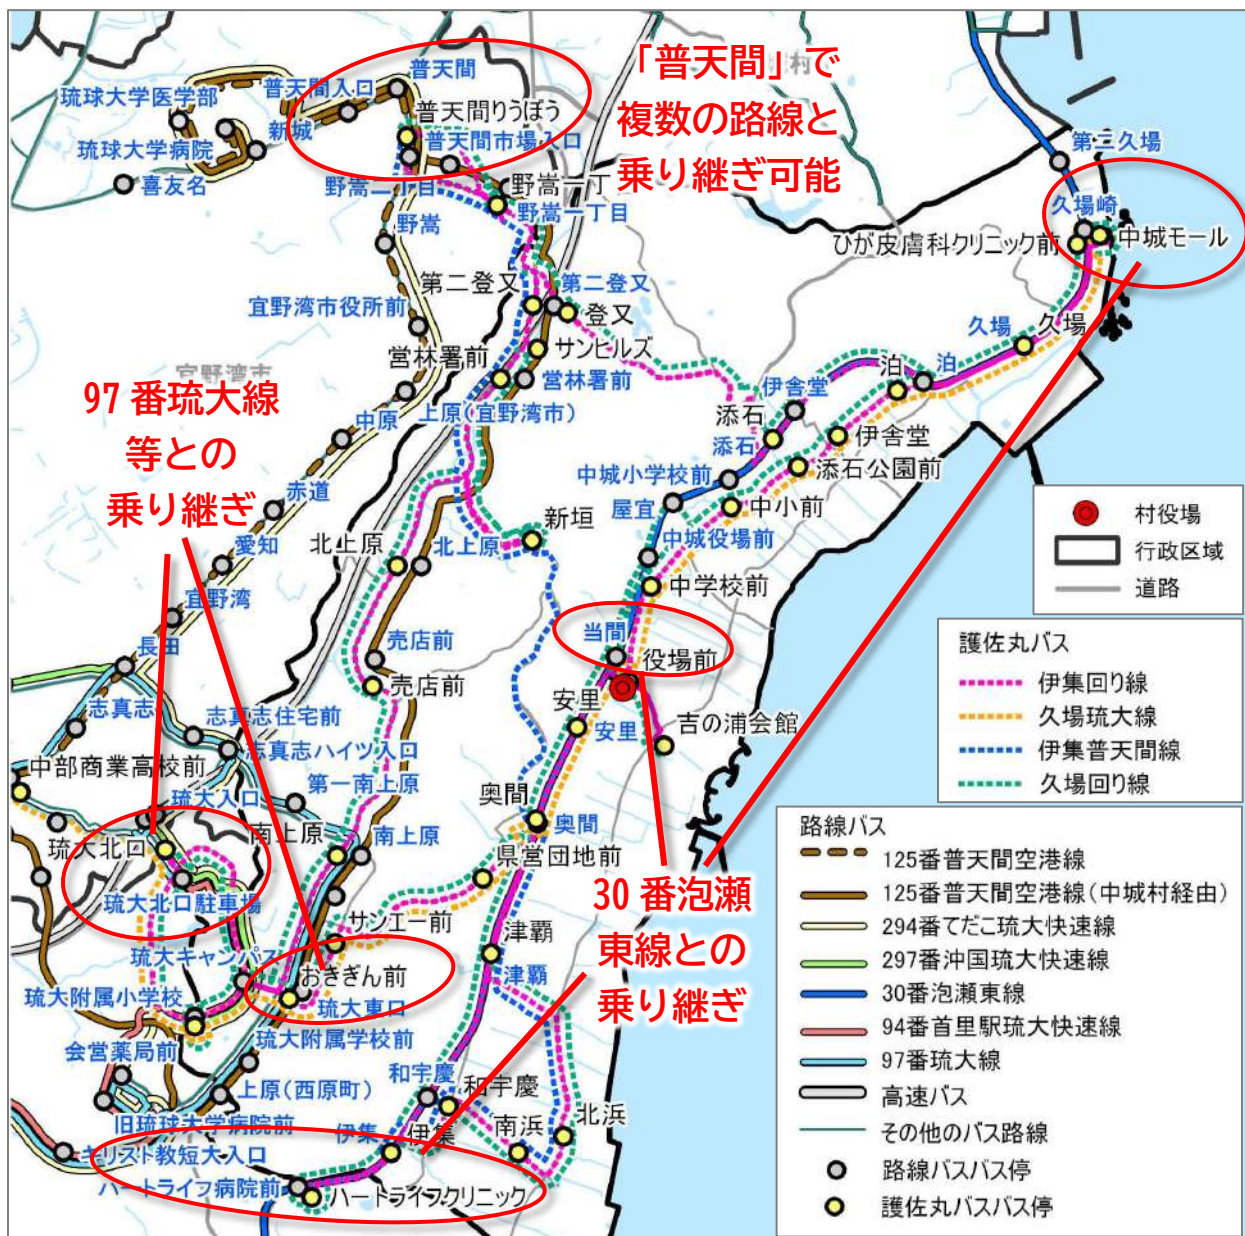 「普天間」で
複数の路線と
乗り継ぎ可能
村
普天間
普天間入口
琉球大学医学部
普天間りうぼう
新城
普天間市場入口
琉球大学病院
喜友名
野嵩二丁目
野嵩一丁
野嵩一丁目
野嵩
第二久場
久場崎
ひが皮膚科クリニック前
中城モール
第二登又
第二登又
登又
宜野湾市役所前
サンヒルズ
営林署前
営林署前
久場
久場
泊
泊
宜野湾市
97番琉大線
等との
乗り継ぎ
上原(宜野湾市)
中原
伊舎堂
添石
添石
伊舎堂
添石公園前
中城小学校前
赤道
屋宜
中小前
新垣
愛知
北上原
北上原
中城役場前
中学校前
宜野湾
当間
役場前
長田
売店前
売店前
安里
安里
吉の浦会館
志真志
志真志住宅前
志真志ハイツ入口
中部商業高校前
第一南上原
琉大入口
奥間
奥間
琉大北口
南上原
南上原
県営団地前
琉大北口駐車場
サンエー前
30番泡瀬
東線との
乗り継ぎ
津覇
津覇
琉大キャンパス
おきぎん前
琉大東口
琉大附属小学校
琉大附属学校前
会営薬局前
上原(西原町)
和宇慶
和宇慶
旧琉球大学病院前
南浜
北浜
伊集
伊集
キリスト教短大入口
ハートライフ病院前
ハートライフクリニック
村役場
行政区域
道路
護佐丸バス
伊集回り線
久場琉大線
伊集普天間線
久場回り線
路線バス
125番普天間空港線
125番普天間空港線(中城村経由)
294番てだこ琉大快速線
297番沖国琉大快速線
30番泡瀬東線
94番首里駅琉大快速線
97番琉大線
高速バス
その他のバス路線
路線バスバス停
護佐丸バスバス停